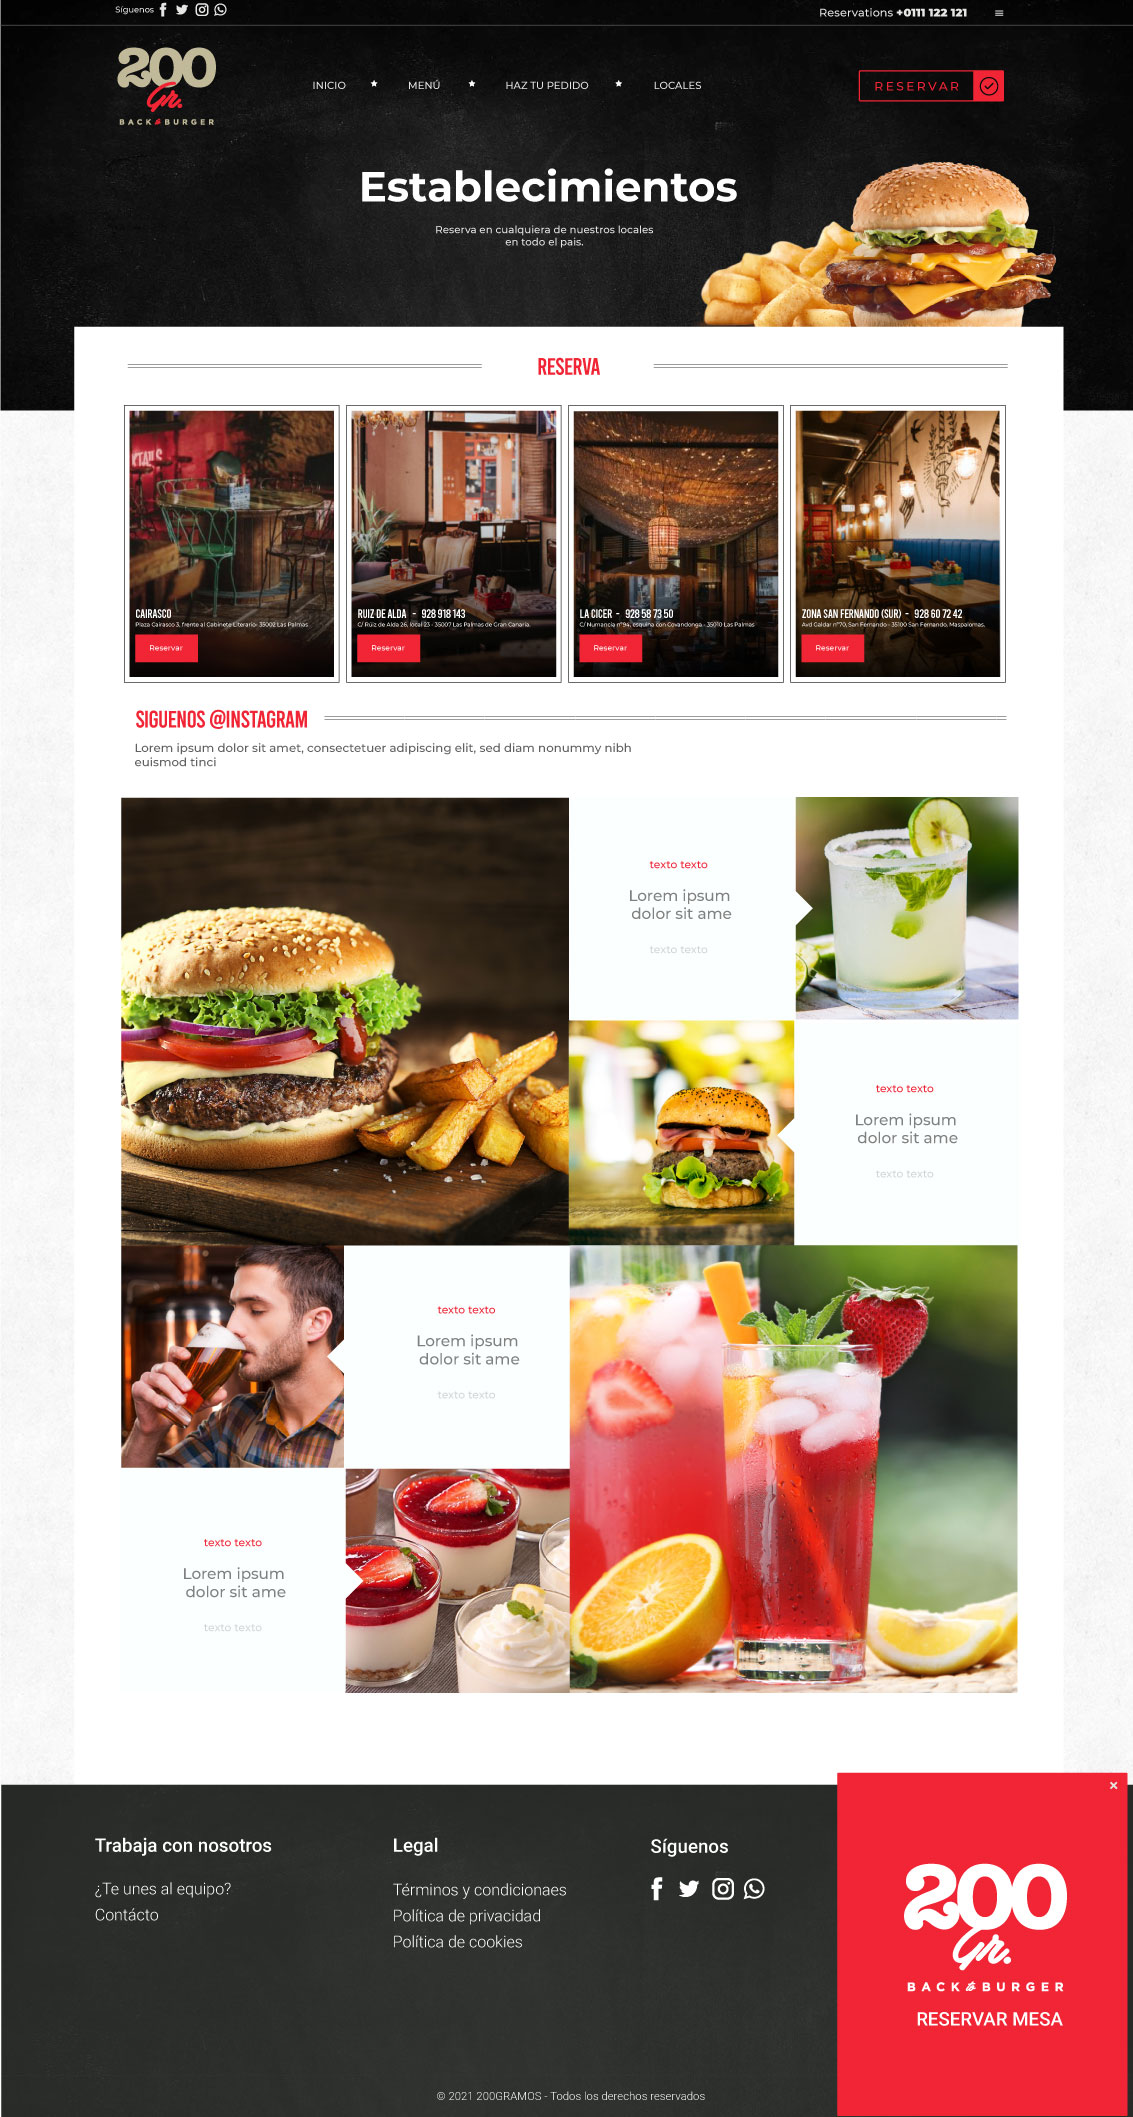 Síguenos
Reservations +0111 122 121
200
Gr.
BACK BURGER
INICIO
MENÚ
HAZ TU PEDIDO
LOCALES
RESERVAR
Establecimientos
Reserva en cualquiera de nuestros locales
en todo el pais.
RESERVA
CAIRASCO
Plaza Cairasco 3, frente al Cabinete Literario- 35002 Las Palmas
Reservar
RUIZ DE ALDA - 928 918 143
C/ Rúiz de Alda 26, local 23 - 35007 Las Palmas de Gran Canaria.
Reservar
LA CICER - 928 58 73 50
C/ Numancia nº94, esquina con Covandonga - 35010 Las Palmas
Reservar
ZONA SAN FERNANDO (SUR) - 928 60 72 42
Avd Galdar nº70, San Fernando - 35100 San Fernando, Maspalomas.
Reservar
SIGUENOS @INSTAGRAM
Lorem ipsum dolor sit amet, consectetuer adipiscing elit, sed diam nonummy nibh
euismod tinci
texto texto
Lorem ipsum
dolor sit ame
texto texto
texto texto
Lorem ipsum
dolor sit ame
texto texto
texto texto
Lorem ipsum
dolor sit ame
texto texto
texto texto
Lorem ipsum
dolor sit ame
texto texto
Trabaja con nosotros
¿Te unes al equipo?
Contácto
Legal
Términos y condicionaes
Política de privacidad
Política de cookies
Síguenos
200
Gr.
BACK BURGER
RESERVAR MESA
© 2021 200GRAMOS - Todos los derechos reservados